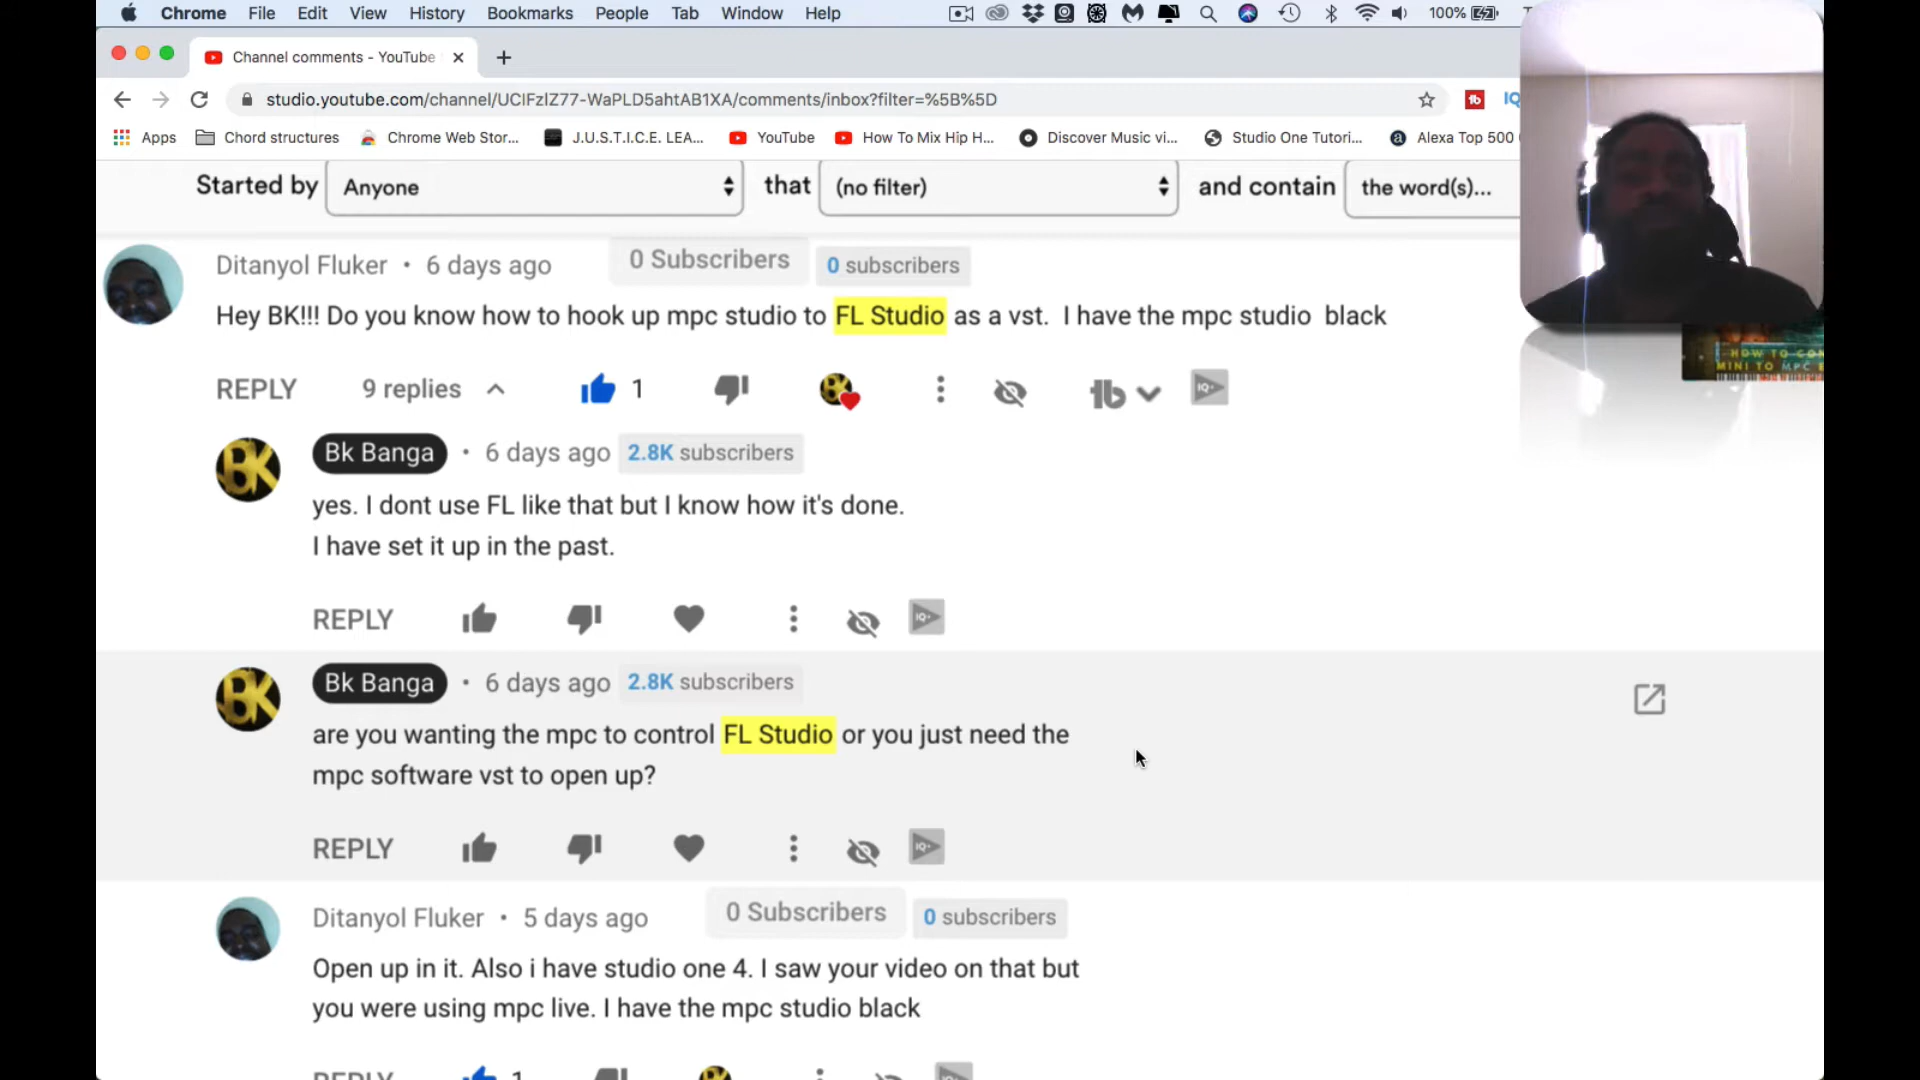 Chrome File Edit View History Bookmarks People Tab Window Help 100%
Channel comments - YouTube
studio.youtube.com/channel/UCIFzIZ77-WaPLD5ahtAB1XA/comments/inbox?filter=%5B%5D
Apps Chord structures Chrome Web Stor... J.U.S.T.I.C.E. LEA... YouTube How To Mix Hip H... Discover Music vi... Studio One Tutori... Alexa Top 500
Started by Anyone that (no filter) and contain the word(s)...
Ditanyol Fluker • 6 days ago 0 Subscribers 0 subscribers
Hey BK!!! Do you know how to hook up mpc studio to FL Studio as a vst. I have the mpc studio black
REPLY 9 replies 1
Bk Banga • 6 days ago 2.8K subscribers
yes. I dont use FL like that but I know how it's done.
I have set it up in the past.
REPLY
Bk Banga • 6 days ago 2.8K subscribers
are you wanting the mpc to control FL Studio or you just need the
mpc software vst to open up?
REPLY
Ditanyol Fluker • 5 days ago 0 Subscribers 0 subscribers
Open up in it. Also i have studio one 4. I saw your video on that but
you were using mpc live. I have the mpc studio black
REPLY 1